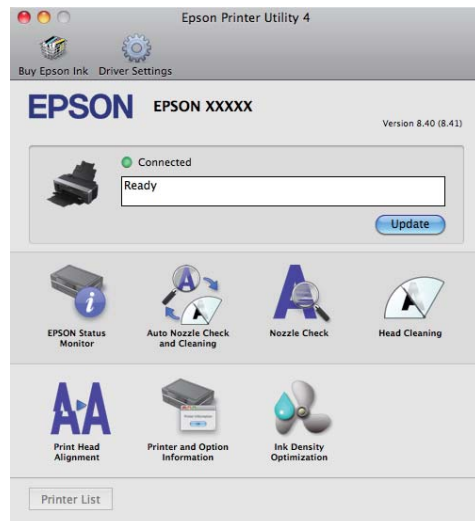 Epson Printer Utility 4
Buy Epson Ink Driver Settings
EPSON EPSON XXXXX
Version 8.40 (8.41)
Connected
Ready
Update
EPSON Status
Monitor
Auto Nozzle Check
and Cleaning
Nozzle Check
Head Cleaning
Print Head
Alignment
Printer and Option
Information
Ink Density
Optimization
Printer List